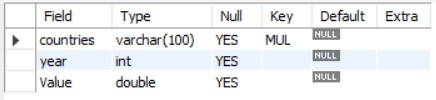 Field Type Null Key Default Extra
countries varchar(100) YES MUL NULL
year int YES NULL
Value double YES NULL